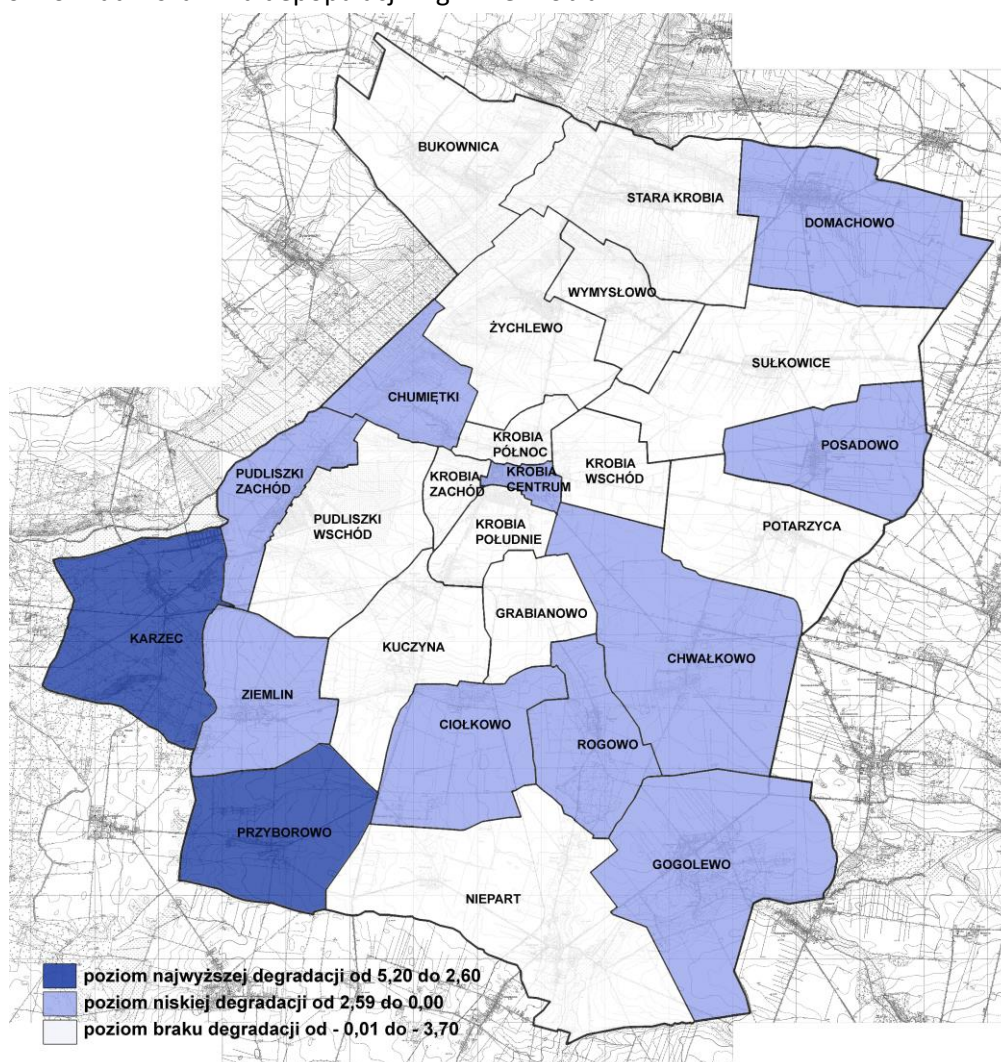 BUKOWNICA
STARA KROBIA
DOMACHOWO
WYMYSŁOWO
ŻYCHLEWO
SUŁKOWICE
CHUMIĘTKI
POSADOWO
KROBIA
PÓŁNOC
PUDLISZKI
ZACHÓD
KROBIA
ZACHÓD
KROBIA
CENTRUM
KROBIA
WSCHÓD
PUDLISZKI
WSCHÓD
KROBIA
POŁUDNIE
POTARZYCA
GRABIANOWO
KARZEC
KUCZYNA
CHWAŁKOWO
ZIEMLIN
CIOŁKOWO
ROGOWO
PRZYBOROWO
GOGOLEWO
NIEPART
poziom najwyższej degradacji od 5,20 do 2,60
poziom niskiej degradacji od 2,59 do 0,00
poziom braku degradacji od - 0,01 do - 3,70